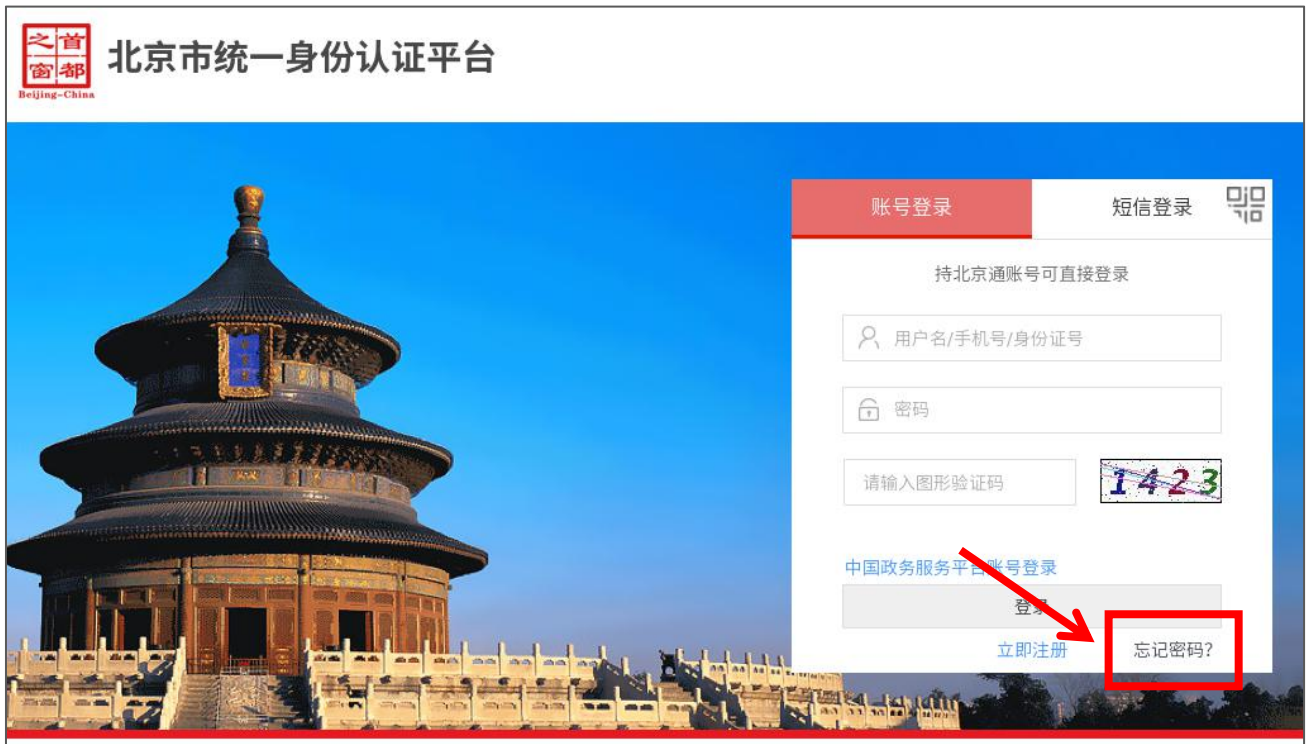 首都之窗
Beijing-China
北京市统一身份认证平台
账号登录
短信登录
持北京通账号可直接登录
用户名/手机号/身份证号
密码
请输入图形验证码
1423
中国政务服务平台账号登录
登录
立即注册
忘记密码?